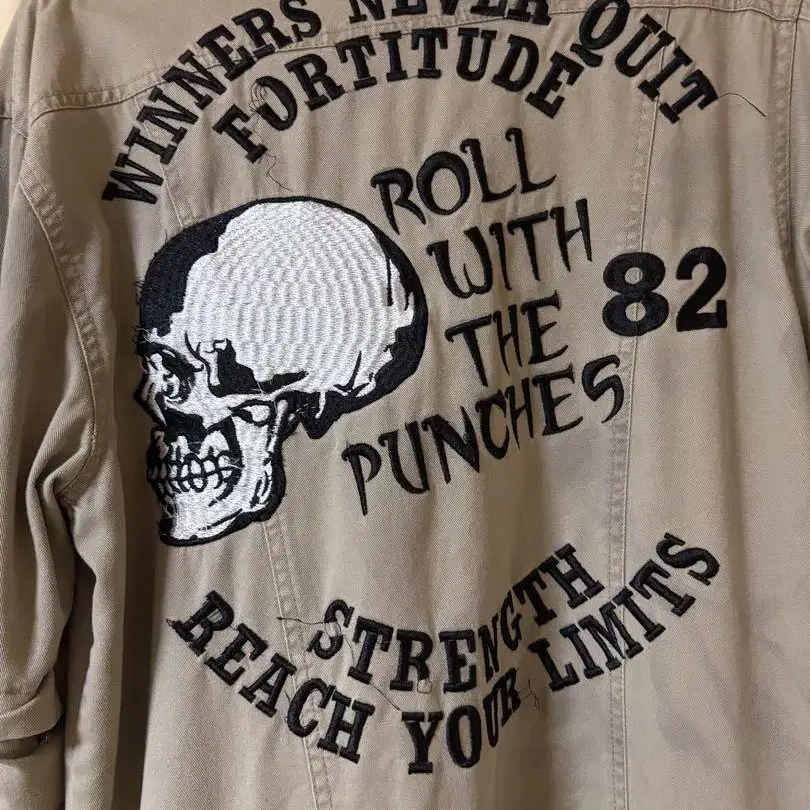 WINNERS NEVER QUIT
FORTITUDE
ROLL
WITH
THE
PUNCHES
82
STRENGTH
REACH YOUR LIMITS